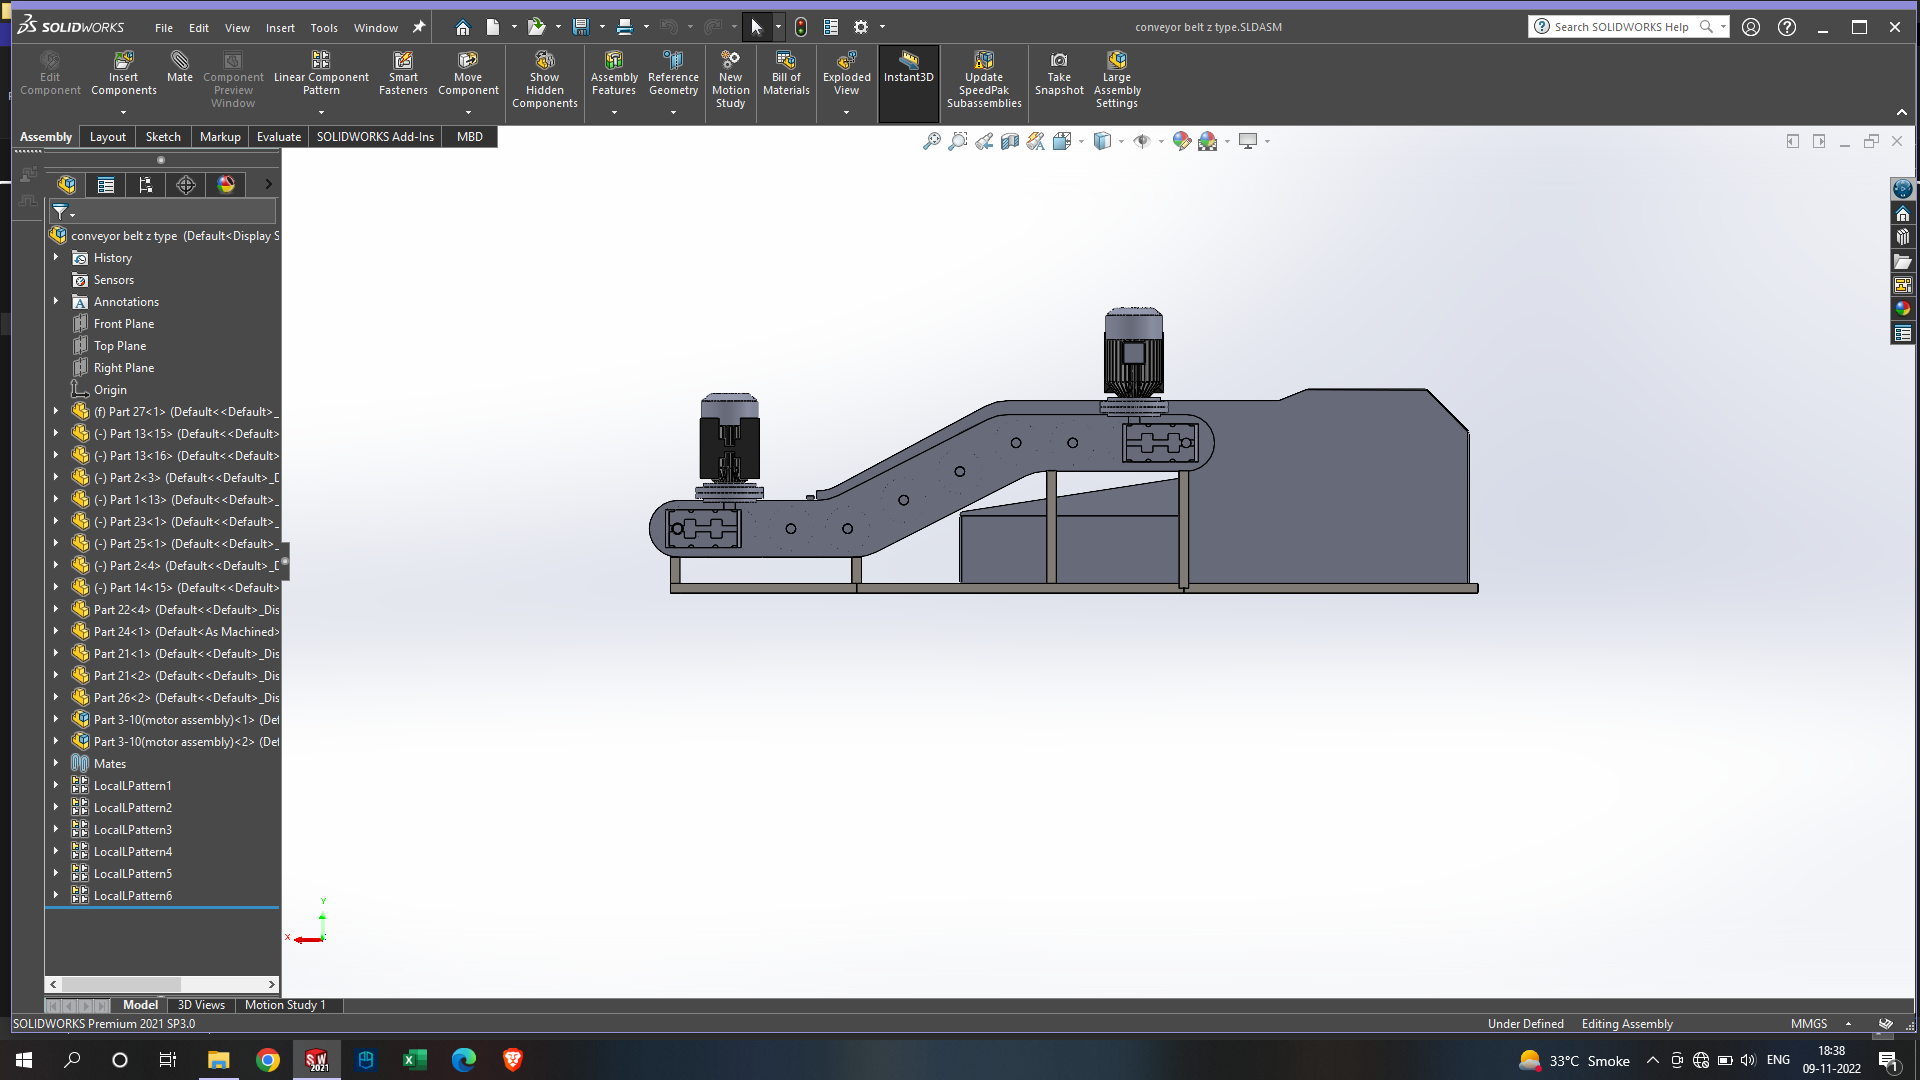 SOLIDWORKS File Edit View Insert Tools Window
conveyor belt z type.SLDASM
Search SOLIDWORKS Help
Edit Component
Insert Components
Mate
Component Preview Window
Linear Component Pattern
Smart Fasteners
Move Component
Show Hidden Components
Assembly Features
Reference Geometry
New Motion Study
Bill of Materials
Exploded View
Instant3D
Update SpeedPak Subassemblies
Take Snapshot
Large Assembly Settings
Assembly Layout Sketch Markup Evaluate SOLIDWORKS Add-Ins MBD
conveyor belt z type (Default<Display S
History
Sensors
Annotations
Front Plane
Top Plane
Right Plane
Origin
(f) Part 27<1> (Default<<Default>_
(-) Part 13<15> (Default<<Default>
(-) Part 13<16> (Default<<Default>
(-) Part 2<3> (Default<<Default>_D
(-) Part 1<13> (Default<<Default>_
(-) Part 23<1> (Default<<Default>_
(-) Part 25<1> (Default<<Default>_
(-) Part 2<4> (Default<<Default>_D
(-) Part 14<15> (Default<<Default>
Part 22<4> (Default<<Default>_Dis
Part 24<1> (Default<As Machined>
Part 21<1> (Default<<Default>_Dis
Part 21<2> (Default<<Default>_Dis
Part 26<2> (Default<<Default>_Dis
Part 3-10(motor assembly)<1> (Def
Part 3-10(motor assembly)<2> (Def
Mates
LocalLPattern1
LocalLPattern2
LocalLPattern3
LocalLPattern4
LocalLPattern5
LocalLPattern6
Y
X
Model 3D Views Motion Study 1
SOLIDWORKS Premium 2021 SP3.0
Under Defined Editing Assembly MMGS
33°C Smoke ENG
18:38
09-11-2022
1